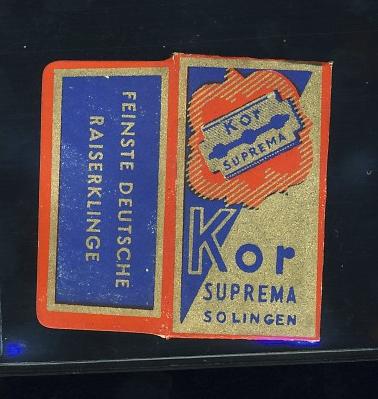 FEINSTE DEUTSCHE
RAISERKLINGE
Kor
SUPREMA
Kor
SUPREMA
SOLINGEN